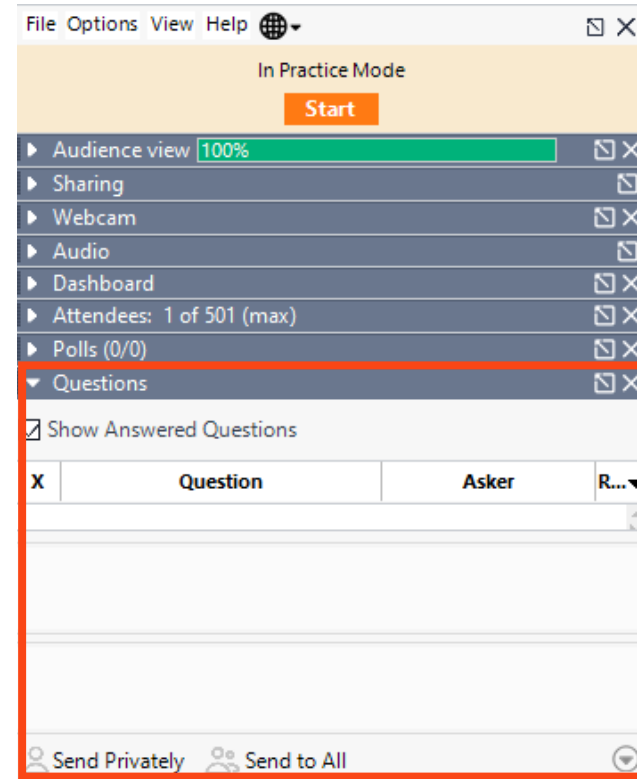 File Options View Help
In Practice Mode
Start
Audience view 100%
Sharing
Webcam
Audio
Dashboard
Attendees: 1 of 501 (max)
Polls (0/0)
Questions
Show Answered Questions
X Question Asker R...
Send Privately Send to All